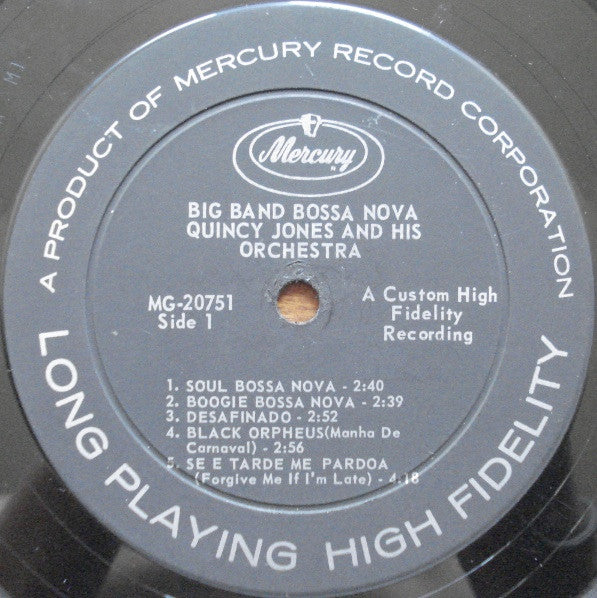 A PRODUCT OF MERCURY RECORD CORPORATION
Mercury
BIG BAND BOSSA NOVA
QUINCY JONES AND HIS
ORCHESTRA
MG-20751
Side 1
A Custom High
Fidelity
Recording
1. SOUL BOSSA NOVA - 2:40
2. BOOGIE BOSSA NOVA - 2:39
3. DESAFINADO - 2:52
4. BLACK ORPHEUS(Manha De
Carnaval) - 2:56
5. SE E TARDE ME PARDOA
(Forgive Me If I'm Late) - 4:18
LONG PLAYING HIGH FIDELITY